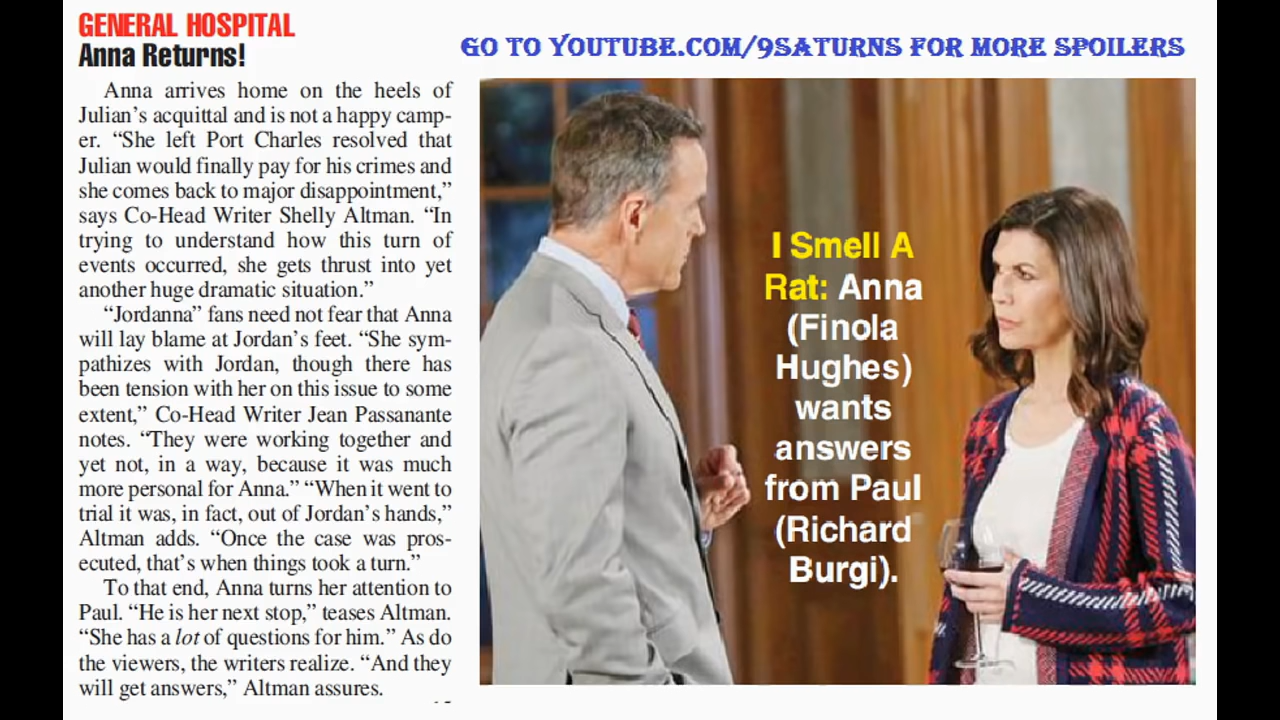 GENERAL HOSPITAL
Anna Returns!
GO TO YOUTUBE.COM/9SATURNS FOR MORE SPOILERS
Anna arrives home on the heels of
Julian's acquittal and is not a happy camp-
er. “She left Port Charles resolved that
Julian would finally pay for his crimes and
she comes back to major disappointment,”
says Co-Head Writer Shelly Altman. “In
trying to understand how this turn of
events occurred, she gets thrust into yet
another huge dramatic situation.”
“Jordanna” fans need not fear that Anna
will lay blame at Jordan's feet. “She sym-
pathizes with Jordan, though there has
been tension with her on this issue to some
extent,” Co-Head Writer Jean Passanante
notes. “They were working together and
yet not, in a way, because it was much
more personal for Anna.” “When it went to
trial it was, in fact, out of Jordan's hands,”
Altman adds. “Once the case was pros-
ecuted, that's when things took a turn.”
To that end, Anna turns her attention to
Paul. “He is her next stop,” teases Altman.
“She has a lot of questions for him.” As do
the viewers, the writers realize. “And they
will get answers,” Altman assures.
I Smell A
Rat: Anna
(Finola
Hughes)
wants
answers
from Paul
(Richard
Burgi).